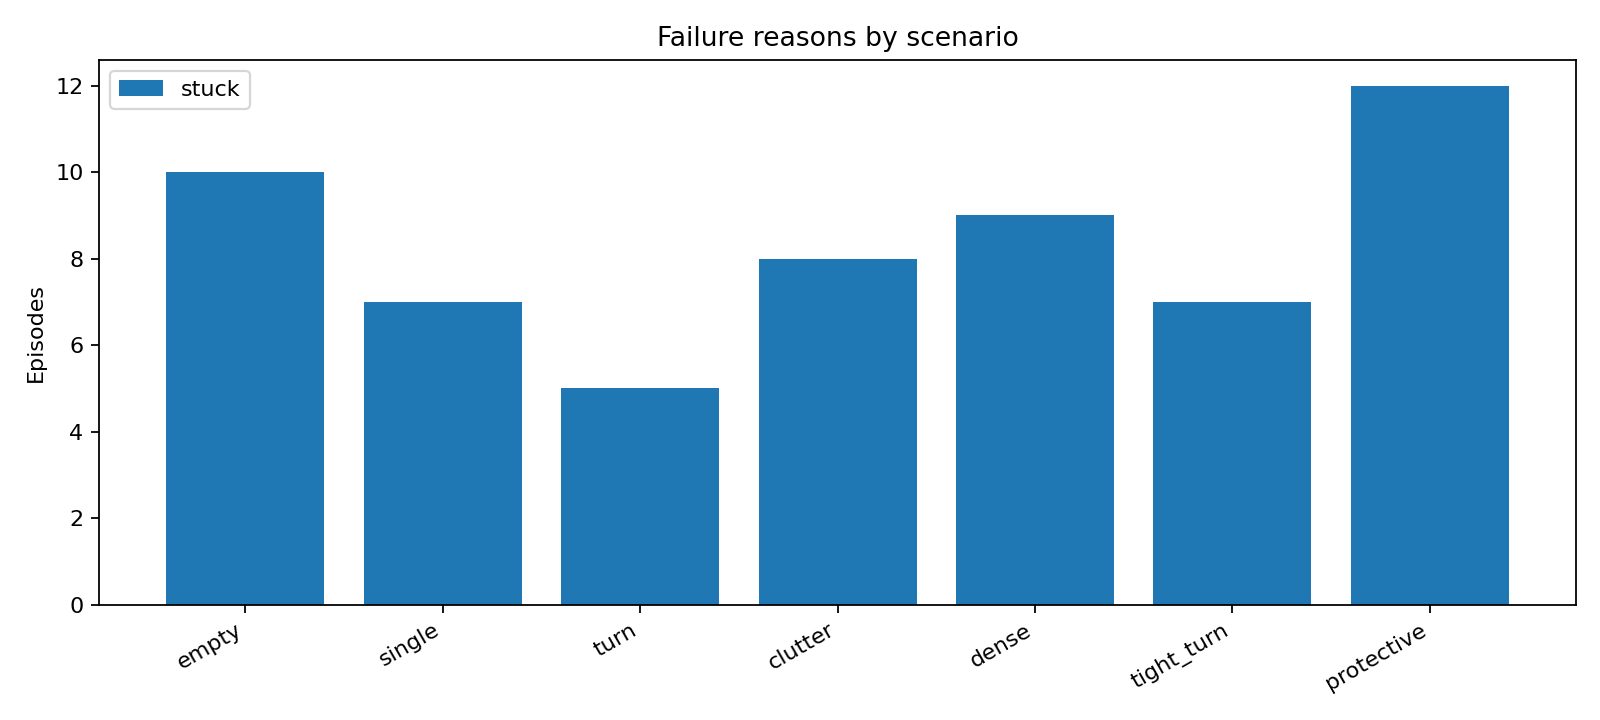 Failure reasons by scenario
stuck
Episodes
12
10
8
6
4
2
0
empty
single
turn
clutter
dense
tight_turn
protective